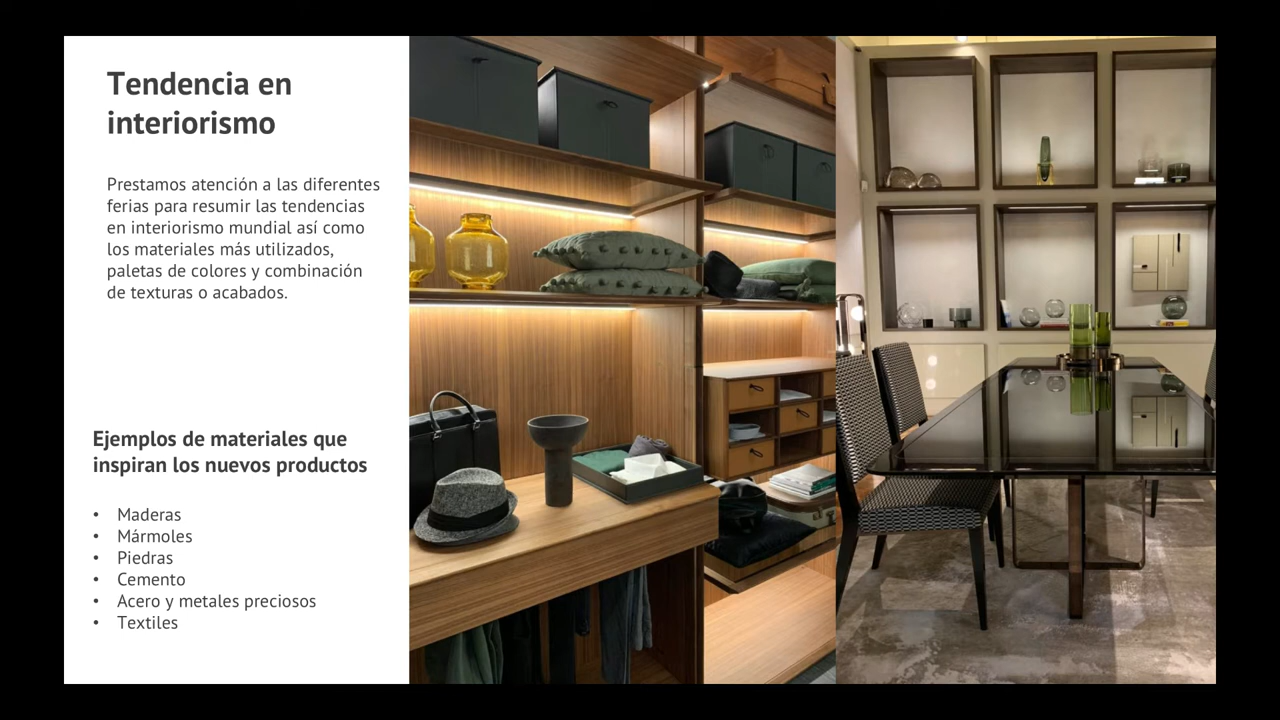 Tendencia en
interiorismo
Prestamos atención a las diferentes
ferias para resumir las tendencias
en interiorismo mundial así como
los materiales más utilizados,
paletas de colores y combinación
de texturas o acabados.
Ejemplos de materiales que
inspiran los nuevos productos
• Maderas
• Mármoles
• Piedras
• Cemento
• Acero y metales preciosos
• Textiles